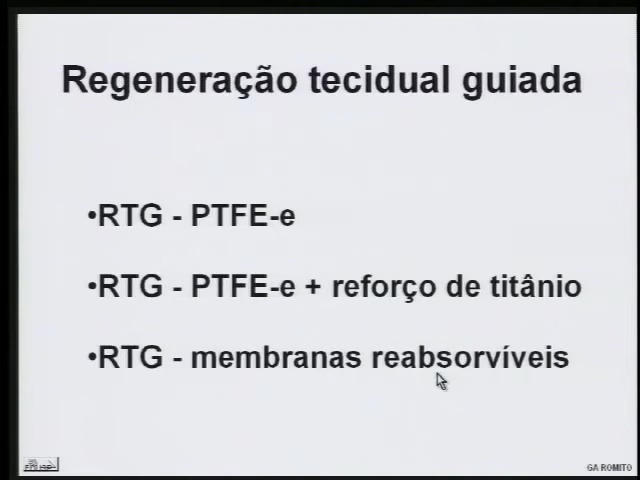 Regeneração tecidual guiada
•RTG - PTFE-e
•RTG - PTFE-e + reforço de titânio
•RTG - membranas reabsorvíveis
GA ROMITO